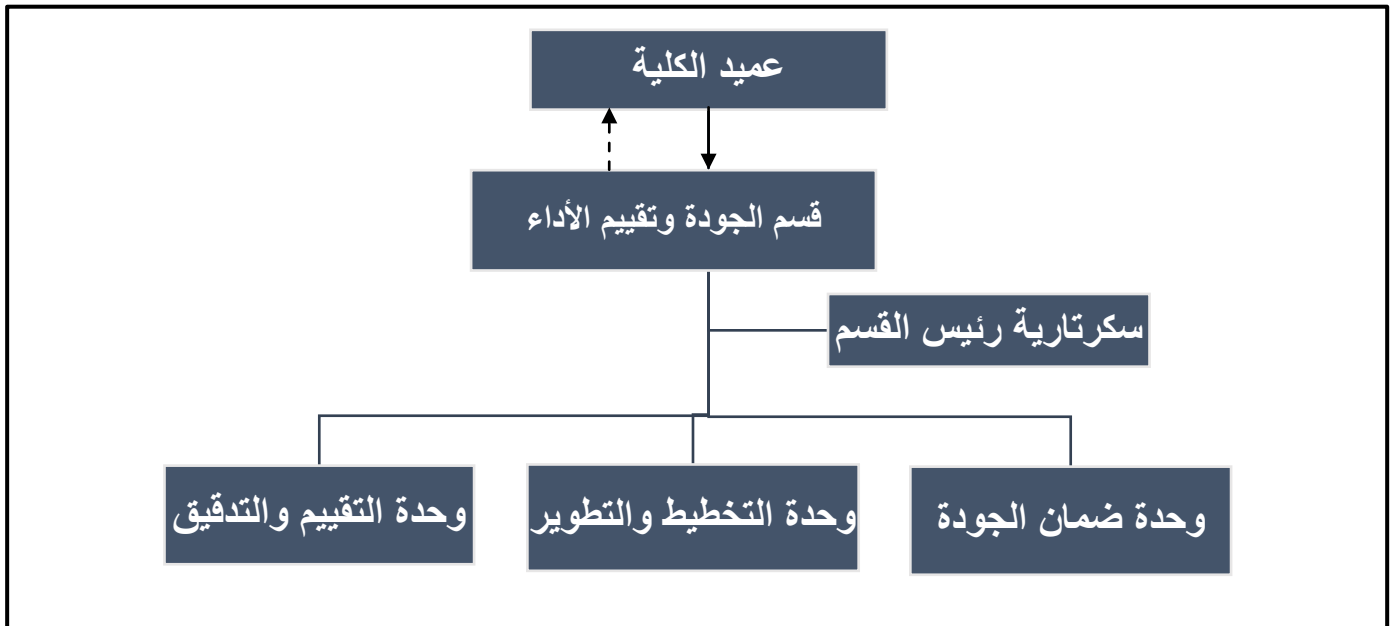 عميد الكلية
قسم الجودة وتقييم الأداء
سكرتارية رئيس القسم
وحدة ضمان الجودة
وحدة التخطيط والتطوير
وحدة التقييم والتدقيق